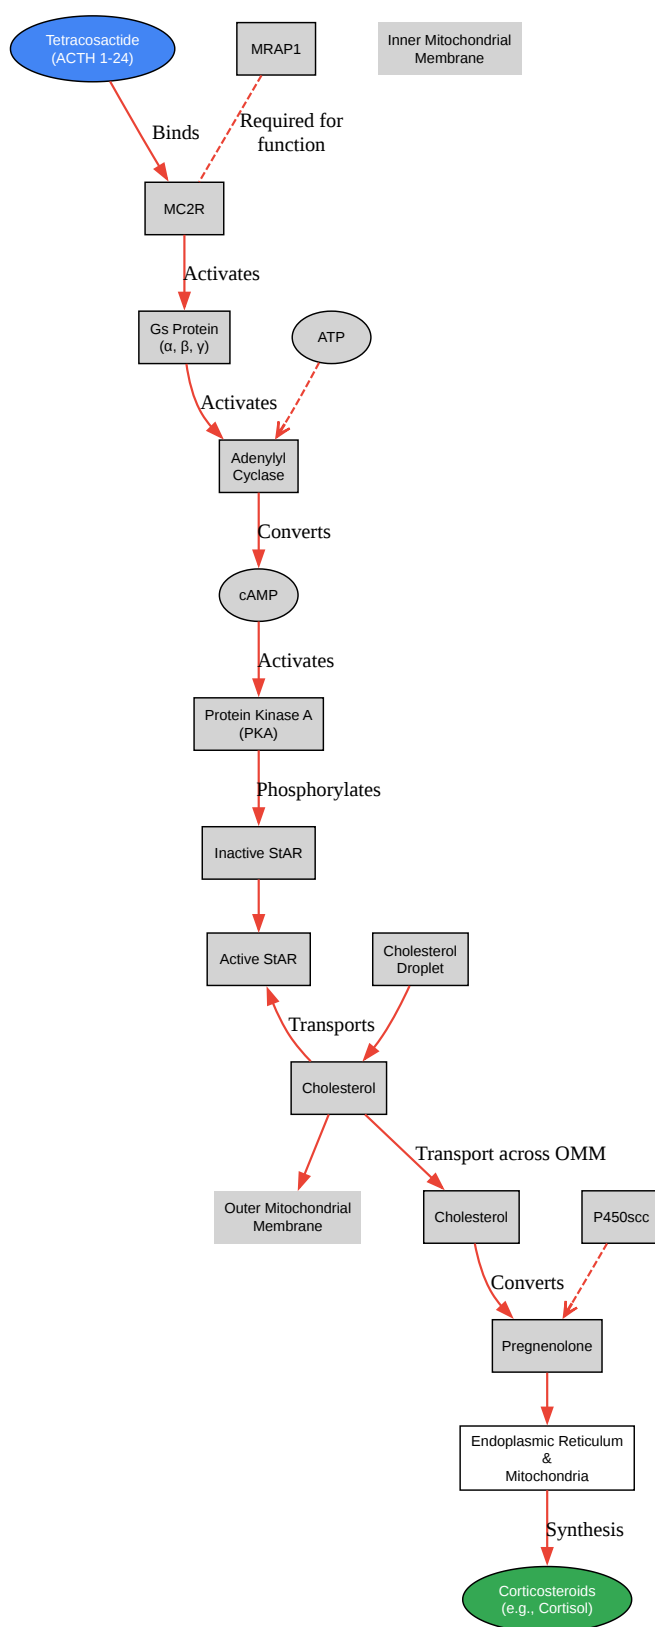 Tetracosactide
(ACTH 1-24)
MRAP1
Inner Mitochondrial
Membrane
Binds
Required for
function
MC2R
Activates
Gs Protein
(α, β, γ)
ATP
Activates
Adenylyl
Cyclase
Converts
cAMP
Activates
Protein Kinase A
(PKA)
Phosphorylates
Inactive StAR
Active StAR
Cholesterol
Droplet
Transports
Cholesterol
Transport across OMM
Outer Mitochondrial
Membrane
Cholesterol
P450scc
Converts
Pregnenolone
Endoplasmic Reticulum
&
Mitochondria
Synthesis
Corticosteroids
(e.g., Cortisol)